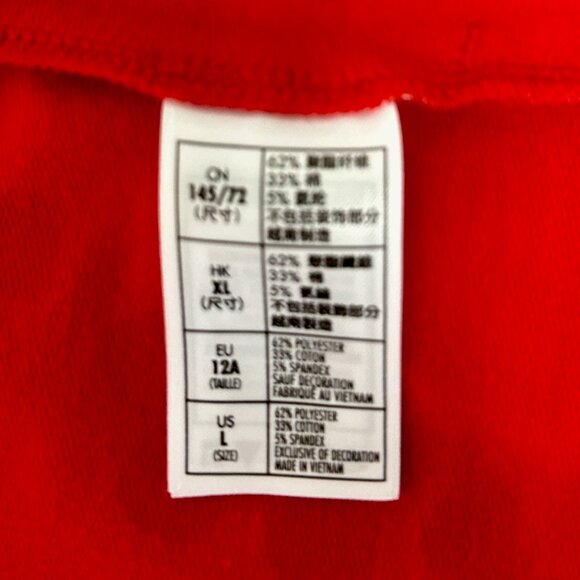 CN
145/72
(尺寸)
62% 聚酯纤维
33% 棉
5% 氨纶
不包括装饰部分
越南制造
HK
XL
(尺寸)
62% 聚酯纖維
33% 棉
5% 氨綸
不包括裝飾部分
越南製造
EU
12A
(TAILLE)
62% POLYESTER
33% COTON
5% SPANDEX
SAUF DECORATION
FABRIQUE AU VIETNAM
US
L
(SIZE)
62% POLYESTER
33% COTTON
5% SPANDEX
EXCLUSIVE OF DECORATION
MADE IN VIETNAM